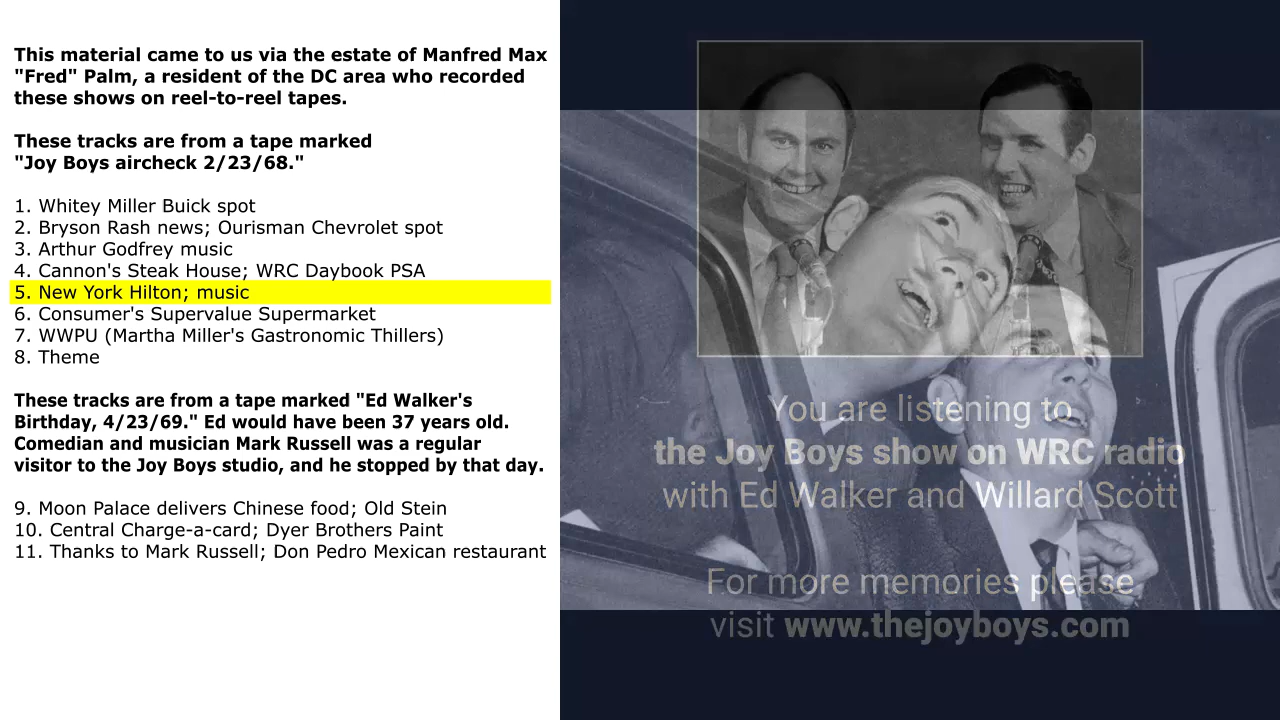 This material came to us via the estate of Manfred Max
"Fred" Palm, a resident of the DC area who recorded
these shows on reel-to-reel tapes.
These tracks are from a tape marked
"Joy Boys aircheck 2/23/68."
1. Whitey Miller Buick spot
2. Bryson Rash news; Ourisman Chevrolet spot
3. Arthur Godfrey music
4. Cannon's Steak House; WRC Daybook PSA
5. New York Hilton; music
6. Consumer's Supervalue Supermarket
7. WWPU (Martha Miller's Gastronomic Thillers)
8. Theme
These tracks are from a tape marked "Ed Walker's
Birthday, 4/23/69." Ed would have been 37 years old.
Comedian and musician Mark Russell was a regular
visitor to the Joy Boys studio, and he stopped by that day.
9. Moon Palace delivers Chinese food; Old Stein
10. Central Charge-a-card; Dyer Brothers Paint
11. Thanks to Mark Russell; Don Pedro Mexican restaurant
You are listening to
the Joy Boys show on WRC radio
with Ed Walker and Willard Scott
For more memories please
visit www.thejoyboys.com